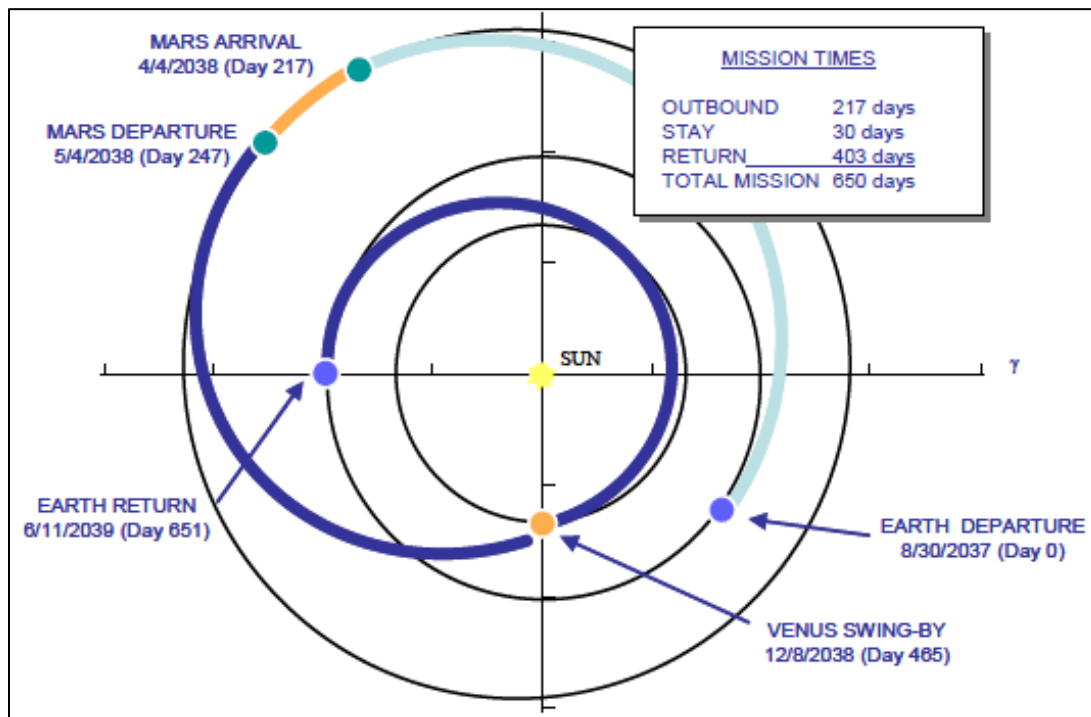 MARS ARRIVAL
4/4/2038 (Day 217)
MARS DEPARTURE
5/4/2038 (Day 247)
MISSION TIMES
OUTBOUND 217 days
STAY 30 days
RETURN 403 days
TOTAL MISSION 650 days
SUN
γ
EARTH RETURN
6/11/2039 (Day 651)
EARTH DEPARTURE
8/30/2037 (Day 0)
VENUS SWING-BY
12/8/2038 (Day 465)